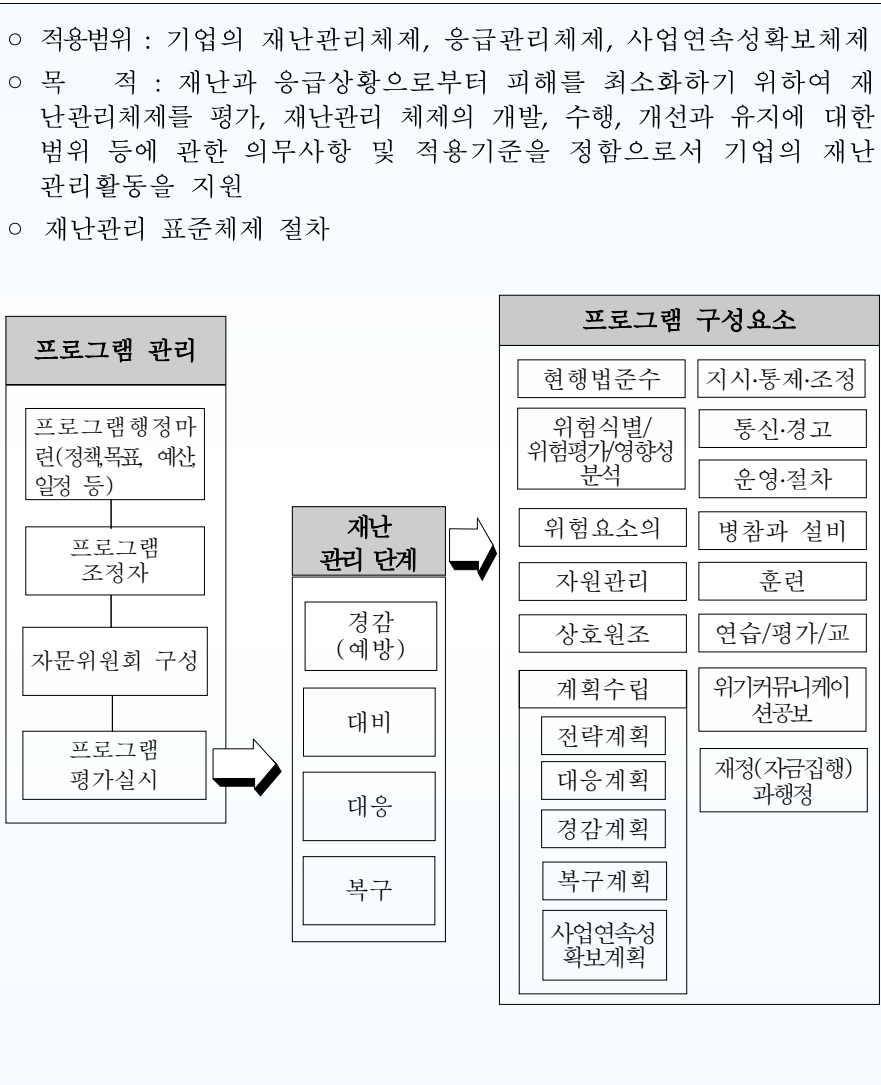 ○ 적용범위 : 기업의 재난관리체제, 응급관리체제, 사업연속성확보체제
○ 목 적 : 재난과 응급상황으로부터 피해를 최소화하기 위하여 재
난관리체제를 평가, 재난관리 체제의 개발, 수행, 개선과 유지에 대한
범위 등에 관한 의무사항 및 적용기준을 정함으로서 기업의 재난
관리활동을 지원
○ 재난관리 표준체제 절차
프로그램 관리
프로그램행정마
련(정책,목표, 예산,
일정 등)
프로그램
조정자
자문위원회 구성
프로그램
평가실시
재난
관리 단계
경감
(예방)
대비
대응
복구
프로그램 구성요소
현행법준수
위험식별/
위험평가/영향성
분석
위험요소의
자원관리
상호원조
계획수립
전략계획
대응계획
경감계획
복구계획
사업연속성
확보계획
지시·통제·조정
통신·경고
운영·절차
병참과 설비
훈련
연습/평가/교
위기커뮤니케이
션공보
재정(자금집행)
과행정